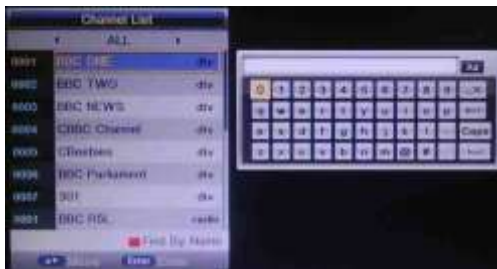 Channel List
ALL
0001 BBC ONE dtv
0002 BBC TWO dtv
0003 BBC NEWS dtv
0004 CBBC Channel dtv
0005 CBeebies dtv
0006 BBC Parliament dtv
0007 301 dtv
BBC R5L radio
Find By Name
Enter
Aa
0 1 2 3 4 5 6 7 8 9
q w e r t y u i o p
a s d f g h j k l Caps
z x c v b n m @ #